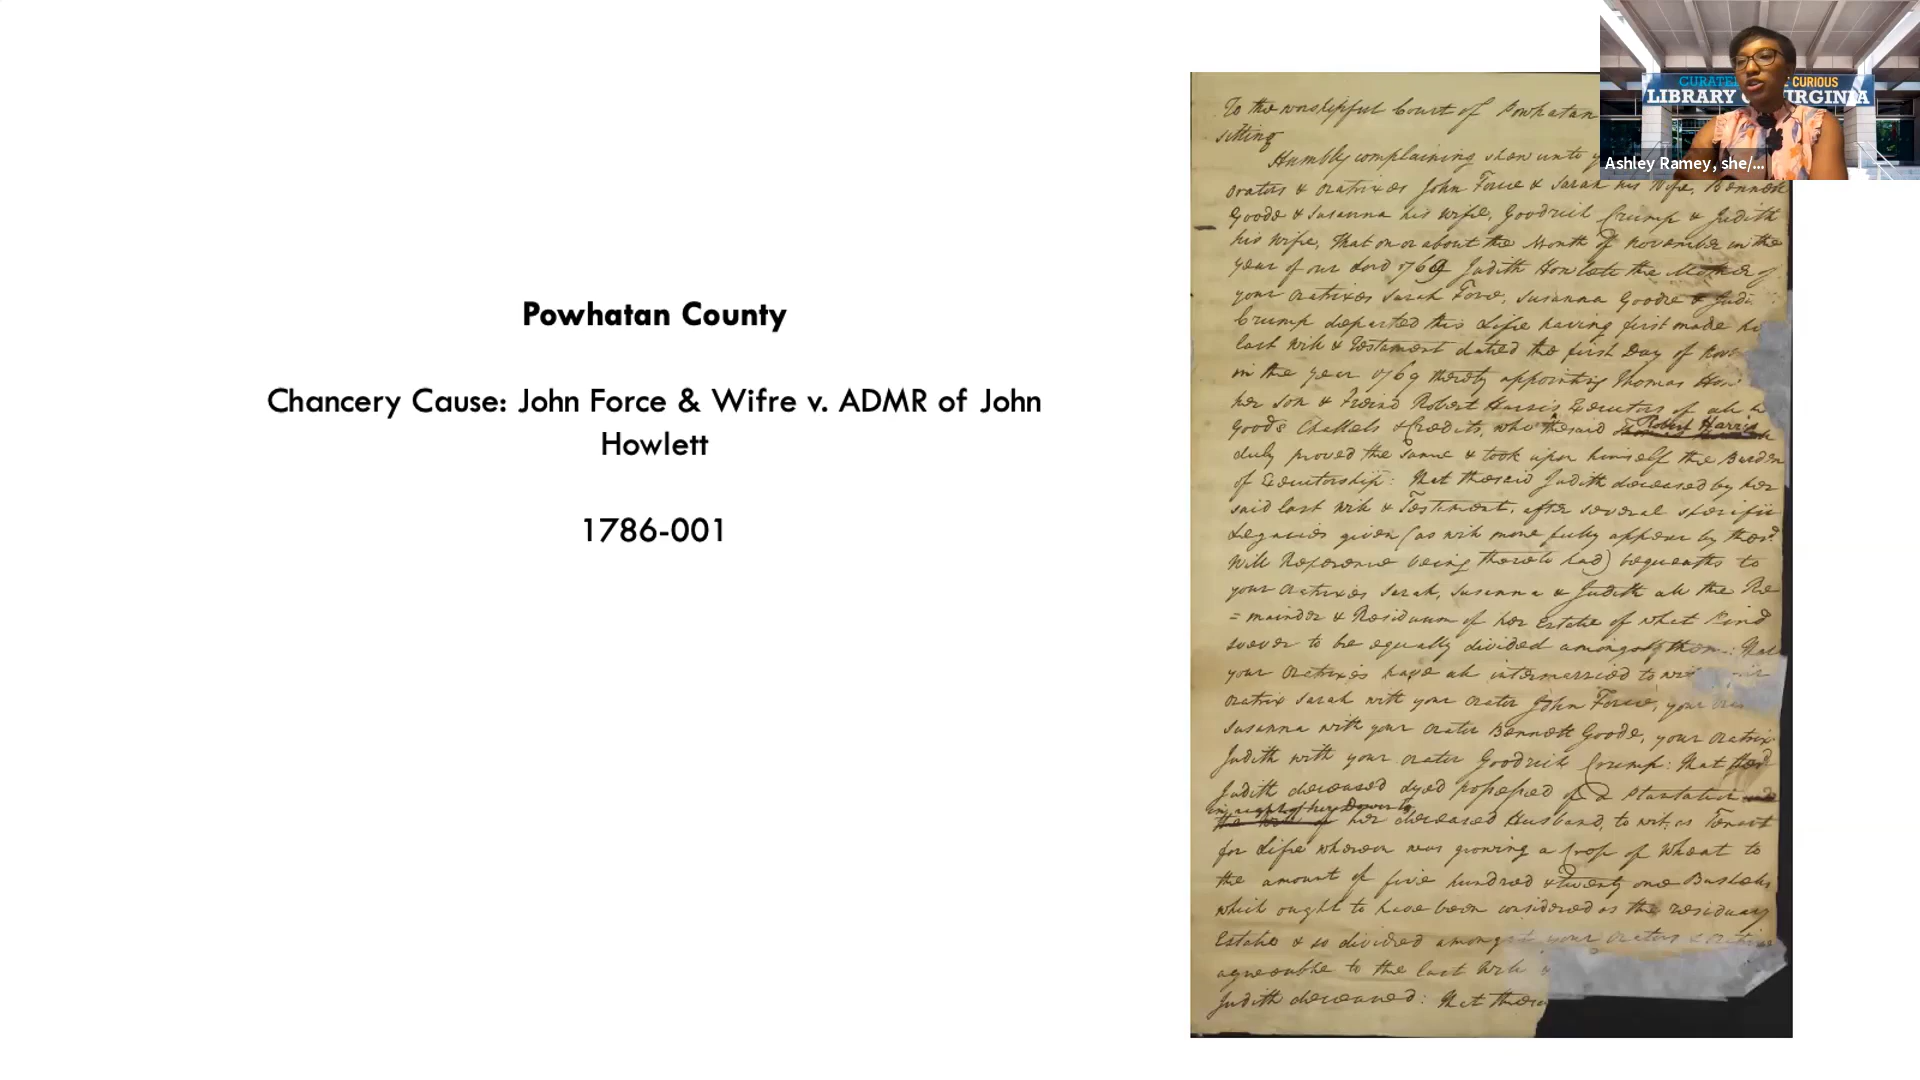 Powhatan County
Chancery Cause: John Force & Wifre v. ADMR of John
Howlett
1786-001
CURATE CURIOUS
LIBRARY VIRGINIA
Ashley Ramey, she/...
To the worshipful Court of Powhatan
sitting
Humbly complaining shew unto
orators & oratrixes John Force & Sarah his Wife, Bennett
Goode & Susanna his wife, Goodrich Crump & Judith
his Wife, That on or about the Month of November in the
year of our Lord 1769 Judith Howlett the Mother of
your oratrixes Sarah Force, Susanna Goode &
Crump departed this Life having first made
last Will & Testament dated the first Day of
in the year 1769 thereby appointing Thomas
her Son & Freind Robert Harris Executors of all
Goods Chattels & Credits, who the said Robert Harris
duly proved the same & took upon himself the Burden
of Executorship: That the said Judith deceased by her
said last Will & Testament, after several specific
Legacies given (as will more fully appear by the sd.
Will Reference being thereto had) bequeaths to
your oratrixes Sarah, Susanna & Judith all the Re
=mainder & Residuum of her Estate of what Kind
soever to be equally divided amongst them: That
your oratrixes have all intermarried to wit
oratrix Sarah with your orator John Force, your
Susanna with your orator Bennett Goode, your oratrix
Judith with your orator Goodrich Crump: That the sd
Judith deceased dyed possessed of a Plantation
in right of her Dower
her deceased Husband, to wit, as Tenant
for Life whereon was growing a Crop of Wheat to
the amount of five hundred & twenty one Bushels
which ought to have been considered as the residuary
Estate & so divided amongst your orators &
agreeable to the last Will
Judith deceased: That